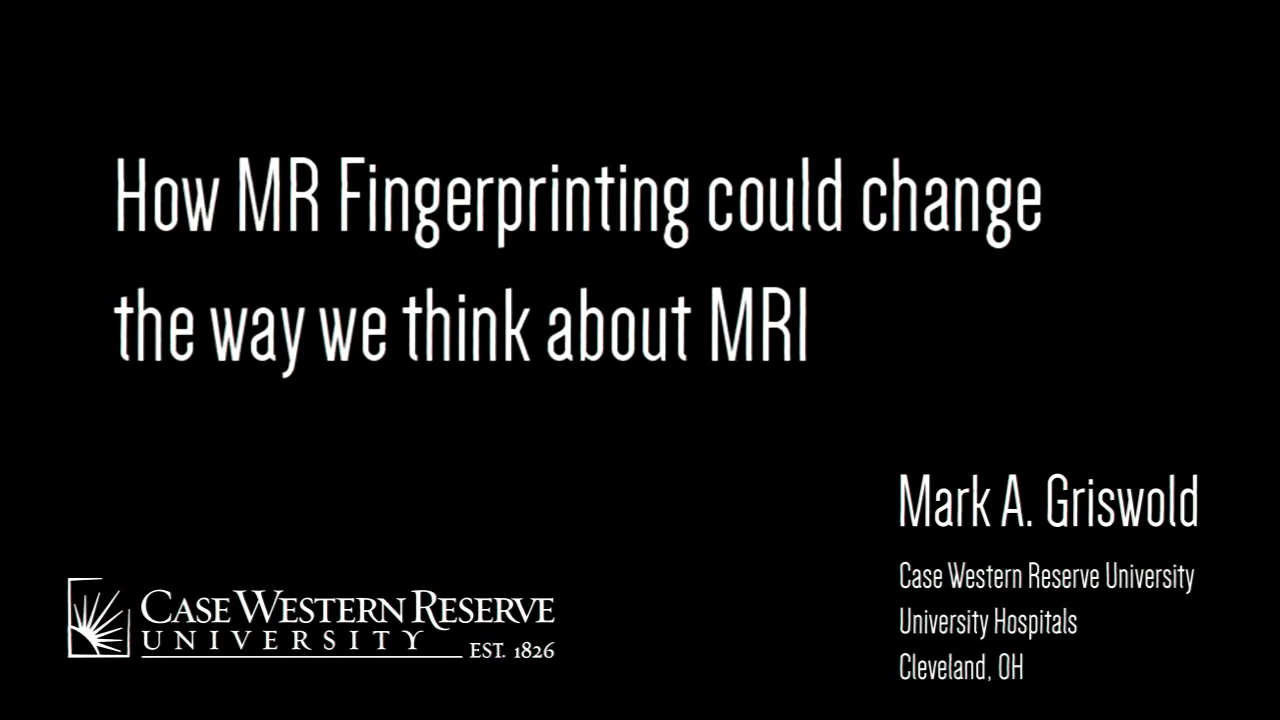 How MR Fingerprinting could change
the way we think about MRI
Mark A. Griswold
Case Western Reserve University
University Hospitals
Cleveland, OH
CASE WESTERN RESERVE
UNIVERSITY
EST. 1826